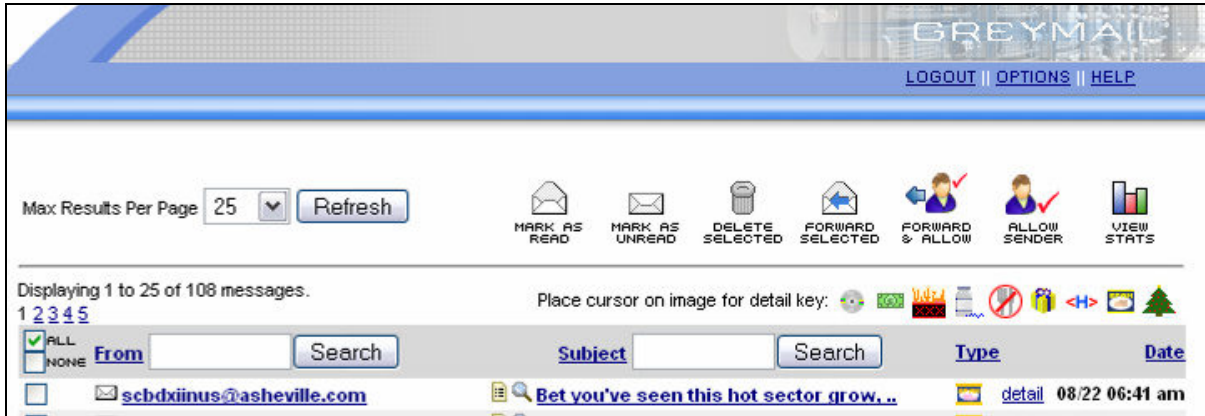 GREYMAIL
LOGOUT || OPTIONS || HELP
Max Results Per Page 25 Refresh
MARK AS READ
MARK AS UNREAD
DELETE SELECTED
FORWARD SELECTED
FORWARD & ALLOW
ALLOW SENDER
VIEW STATS
Displaying 1 to 25 of 108 messages.
Place cursor on image for detail key: XXX <H>
1 2 3 4 5
ALL
NONE From Search Subject Search Type Date
scbdxiinus@asheville.com Bet you've seen this hot sector grow, .. detail 08/22 06:41 am